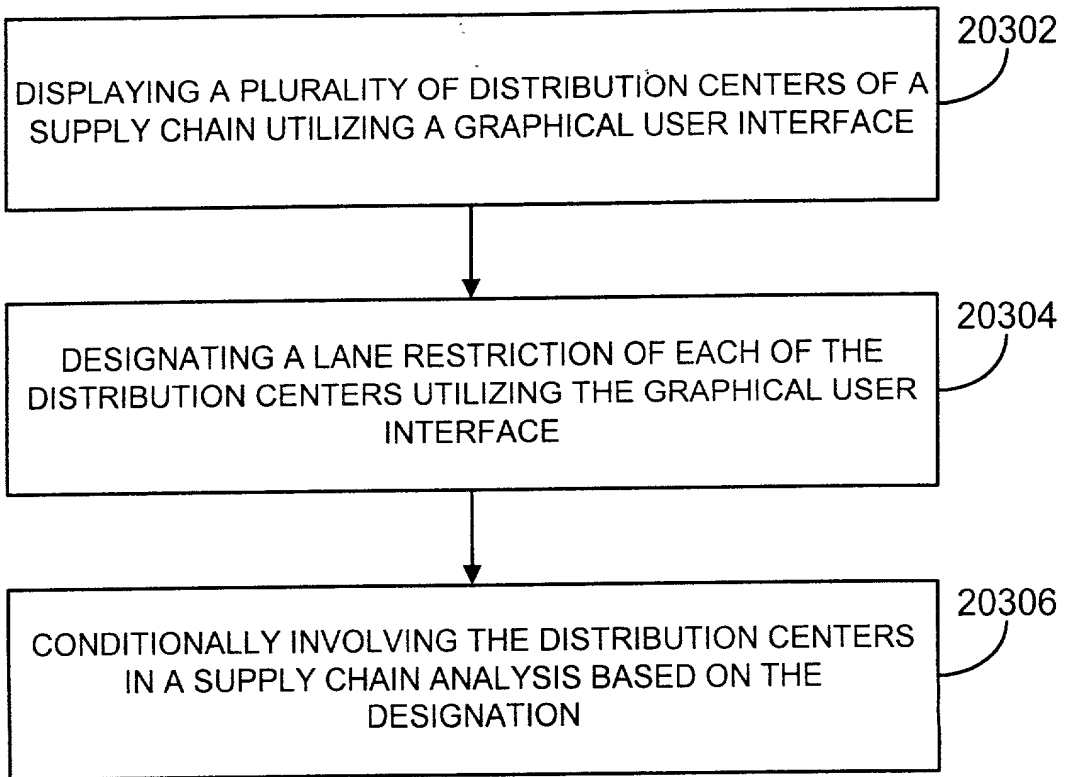 20302
DISPLAYING A PLURALITY OF DISTRIBUTION CENTERS OF A
SUPPLY CHAIN UTILIZING A GRAPHICAL USER INTERFACE
20304
DESIGNATING A LANE RESTRICTION OF EACH OF THE
DISTRIBUTION CENTERS UTILIZING THE GRAPHICAL USER
INTERFACE
20306
CONDITIONALLY INVOLVING THE DISTRIBUTION CENTERS
IN A SUPPLY CHAIN ANALYSIS BASED ON THE
DESIGNATION